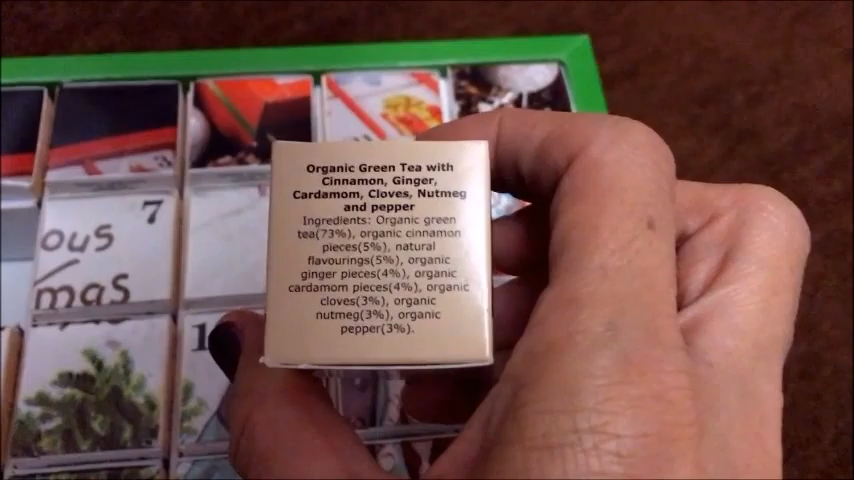 Organic Green Tea with
Cinnamon, Ginger,
Cardamom, Cloves, Nutmeg
and pepper
Ingredients: Organic green
tea(73%), organic cinnamon
pieces(5%), natural
flavourings(5%), organic
ginger pieces(4%), organic
cardamom pieces(4%), organic
cloves(3%), organic
nutmeg(3%), organic
pepper(3%).
3
7
ous
mas
1